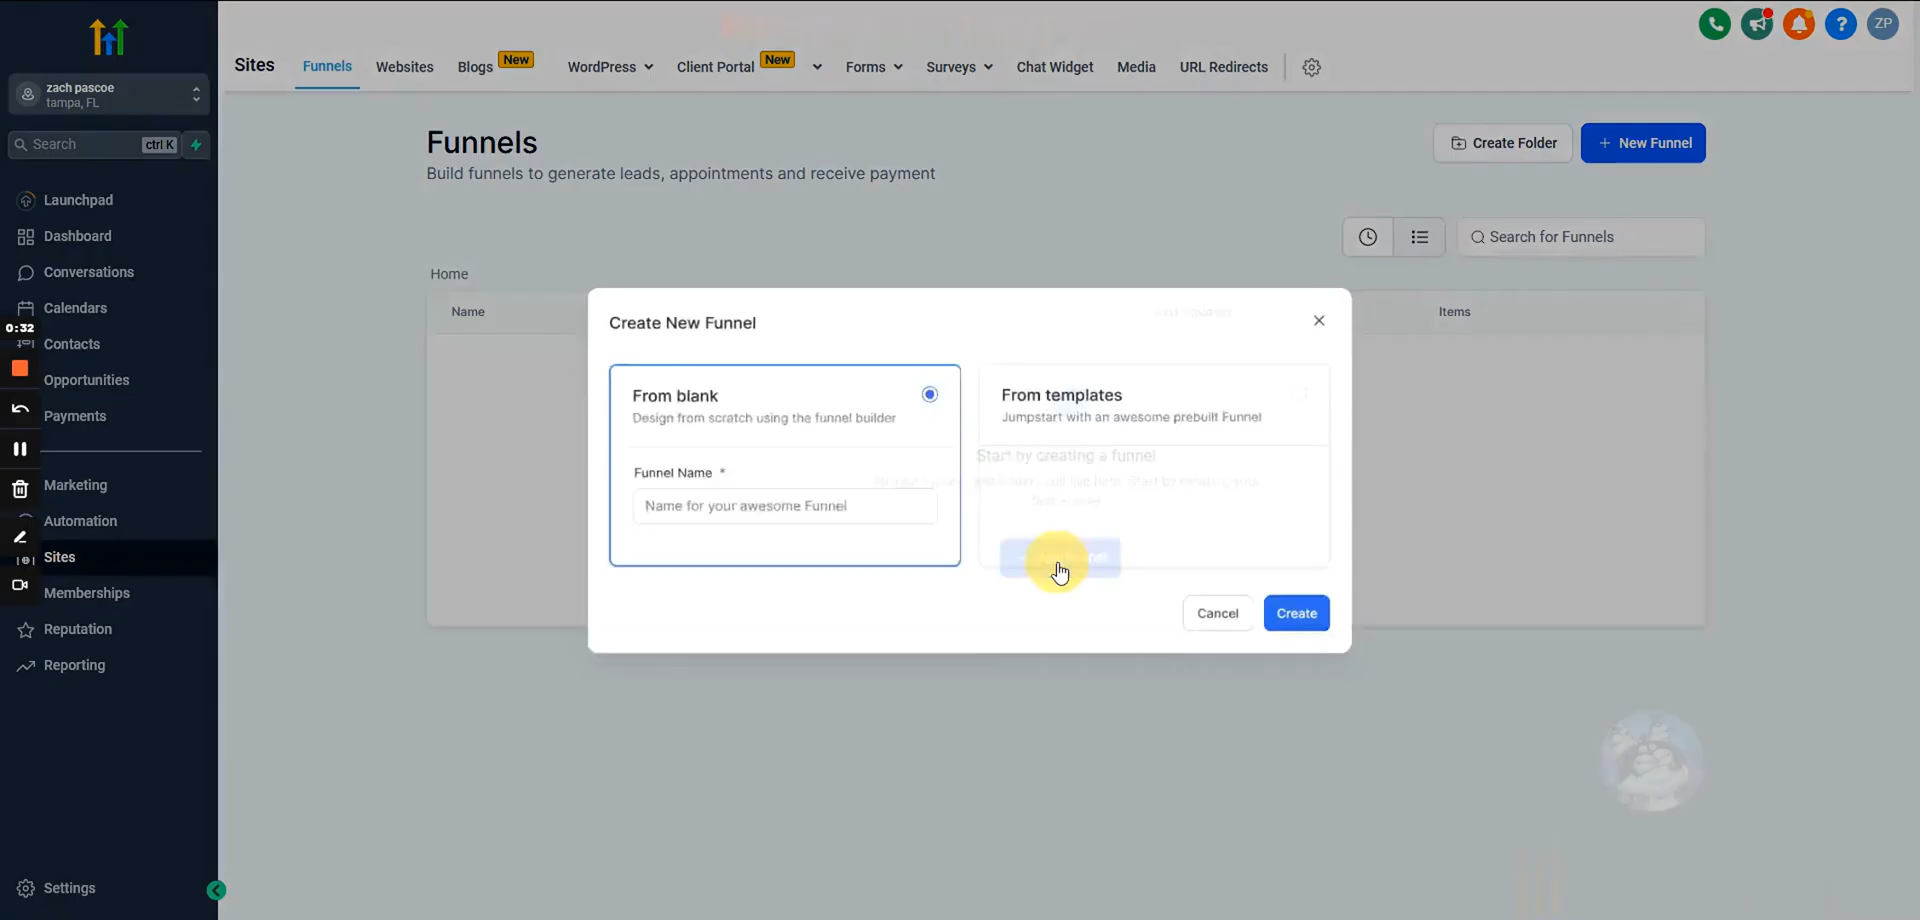 zach pascoe
tampa, FL
Search
ctrl K
Launchpad
Dashboard
Conversations
Calendars
0:32
Contacts
Opportunities
Payments
Marketing
Automation
Sites
Memberships
Reputation
Reporting
Settings
Sites
Funnels
Websites
Blogs
New
WordPress
Client Portal
New
Forms
Surveys
Chat Widget
Media
URL Redirects
?
ZP
Funnels
Build funnels to generate leads, appointments and receive payment
Create Folder
+ New Funnel
Search for Funnels
Home
Name
Items
Create New Funnel
From blank
Design from scratch using the funnel builder
Funnel Name *
Name for your awesome Funnel
From templates
Jumpstart with an awesome prebuilt Funnel
Start by creating a funnel
Cancel
Create